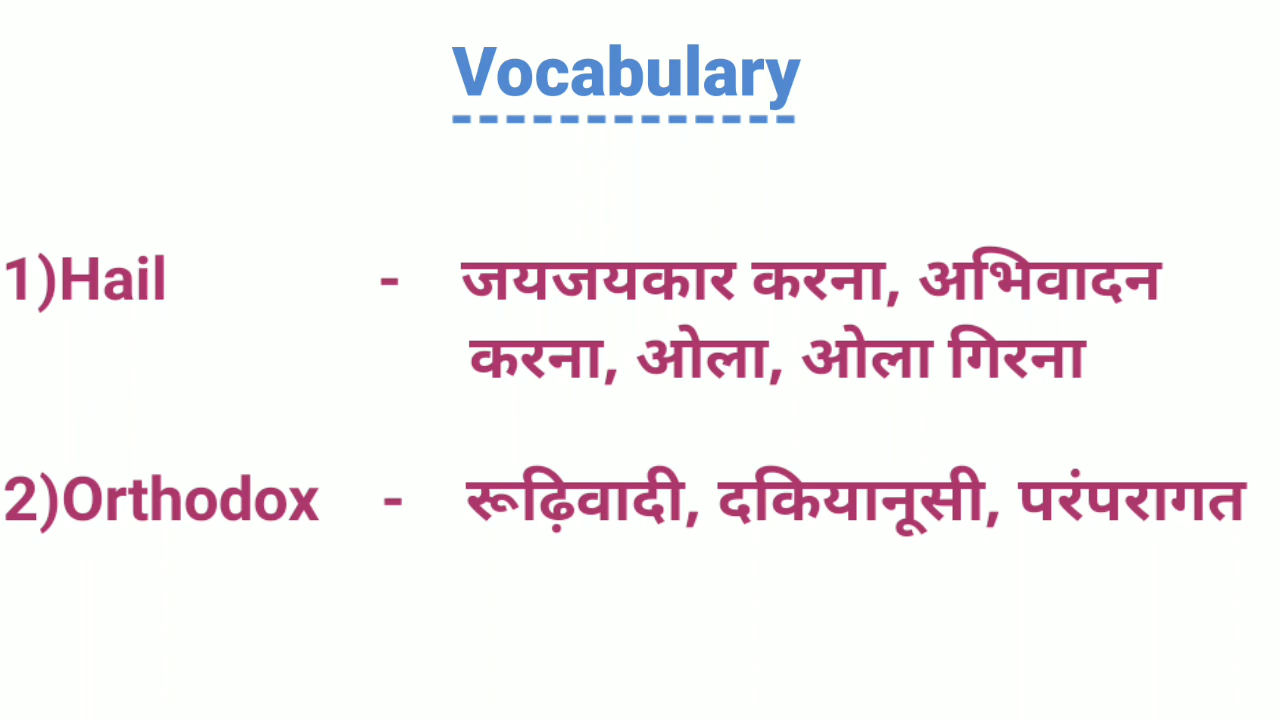 Vocabulary
1)Hail - जयजयकार करना, अभिवादन
करना, ओला, ओला गिरना
2)Orthodox - रूढ़िवादी, दकियानूसी, परंपरागत